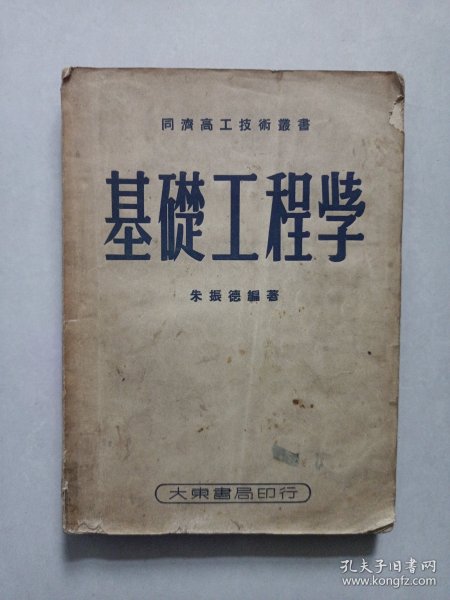 同濟高工技術叢書
基礎工程学
朱振德編著
大東書局印行
孔夫子旧书网
www.kongfz.com